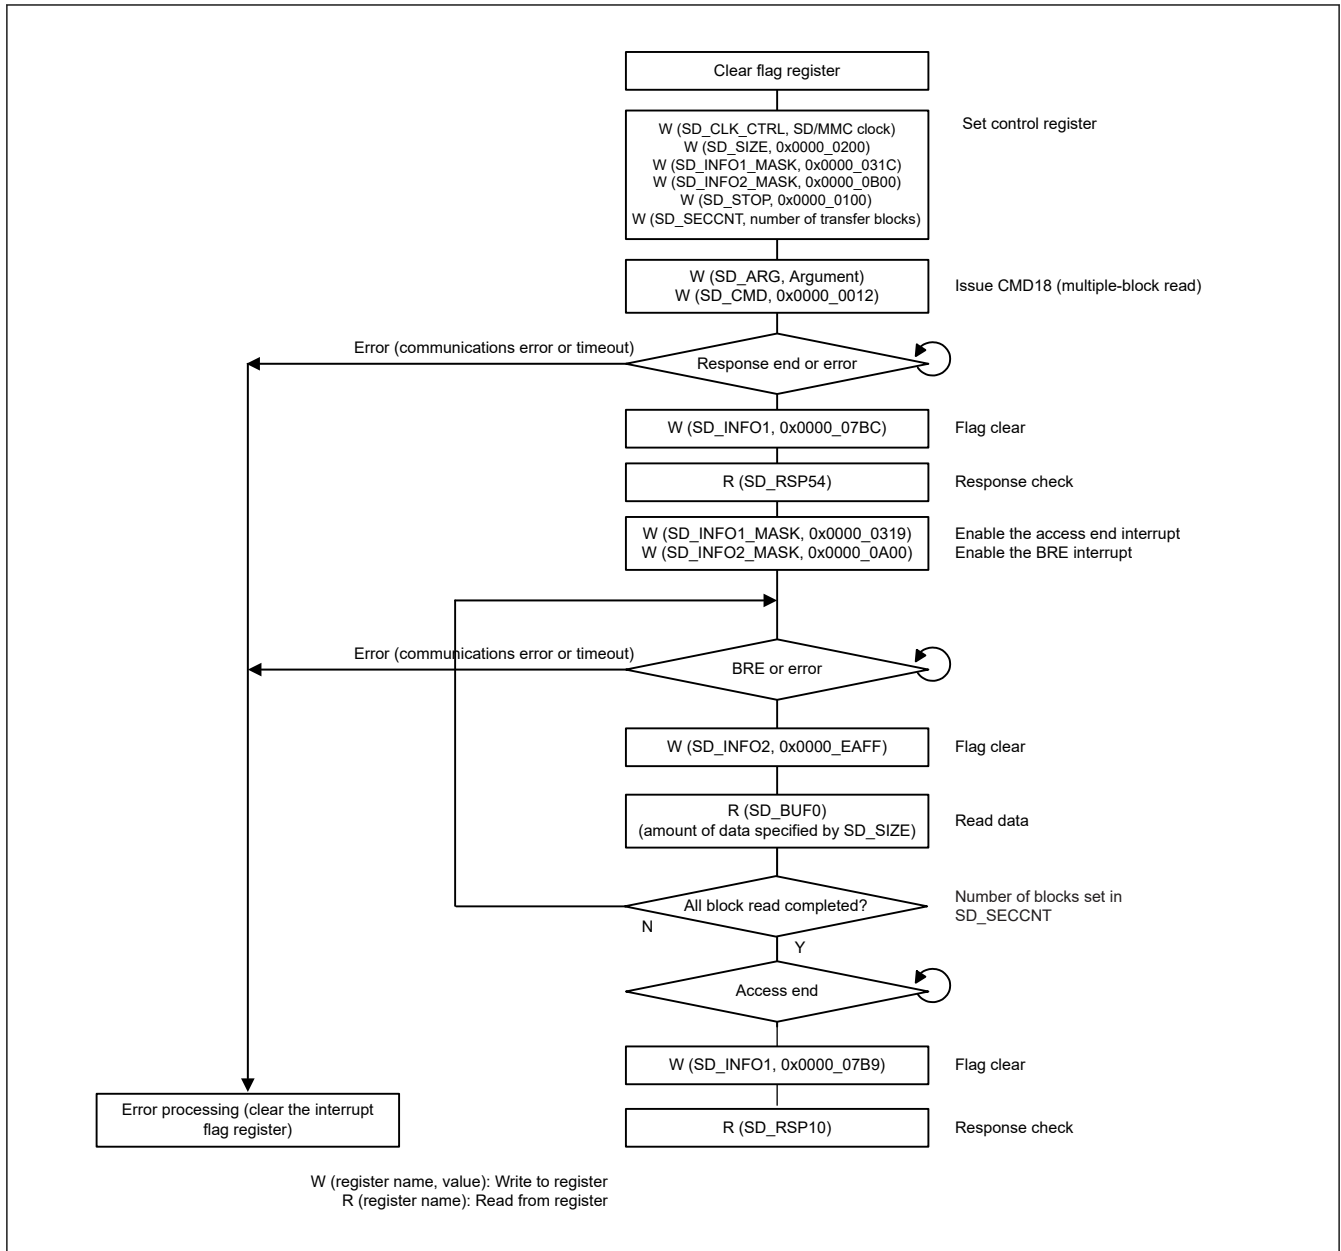 Clear flag register
W (SD_CLK_CTRL, SD/MMC clock)
W (SD_SIZE, 0x0000_0200)
W (SD_INFO1_MASK, 0x0000_031C)
W (SD_INFO2_MASK, 0x0000_0B00)
W (SD_STOP, 0x0000_0100)
W (SD_SECCNT, number of transfer blocks)
Set control register
W (SD_ARG, Argument)
W (SD_CMD, 0x0000_0012)
Issue CMD18 (multiple-block read)
Error (communications error or timeout)
Response end or error
W (SD_INFO1, 0x0000_07BC)
Flag clear
R (SD_RSP54)
Response check
W (SD_INFO1_MASK, 0x0000_0319)
W (SD_INFO2_MASK, 0x0000_0A00)
Enable the access end interrupt
Enable the BRE interrupt
Error (communications error or timeout)
BRE or error
W (SD_INFO2, 0x0000_EAFF)
Flag clear
R (SD_BUF0)
(amount of data specified by SD_SIZE)
Read data
All block read completed?
Number of blocks set in
SD_SECCNT
N
Y
Access end
W (SD_INFO1, 0x0000_07B9)
Flag clear
Error processing (clear the interrupt
flag register)
R (SD_RSP10)
Response check
W (register name, value): Write to register
R (register name): Read from register